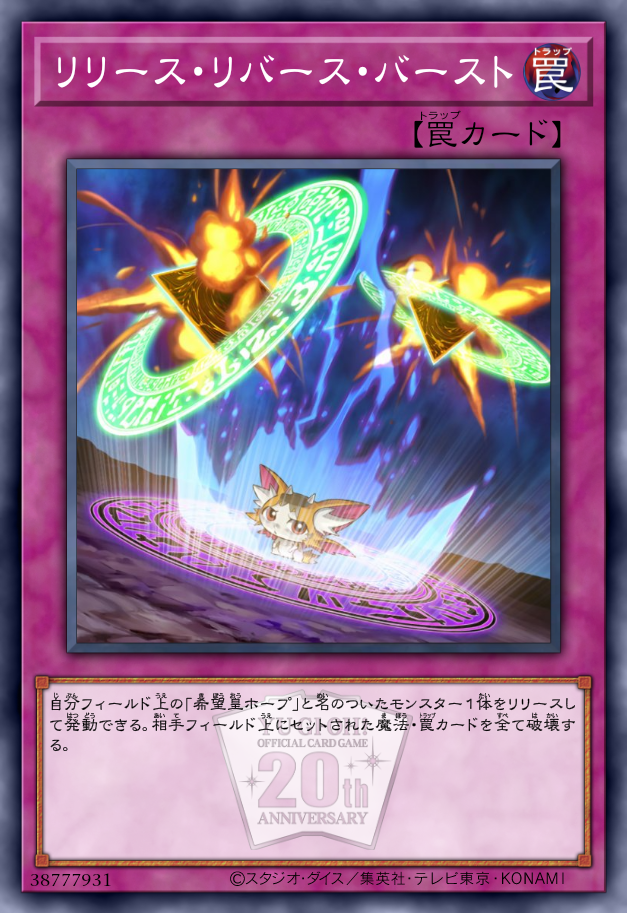 リリース・リバース・バースト
トラップ
罠
トラップ
【罠カード】
自分フィールド上の「希望皇ホープ」と名のついたモンスター１体をリリースし
て発動できる。相手フィールド上にセットされた魔法・罠カードを全て破壊す
る。
YU-GI-OH!
OFFICIAL CARD GAME
20th
ANNIVERSARY
38777931
©スタジオ・ダイス／集英社・テレビ東京・KONAMI